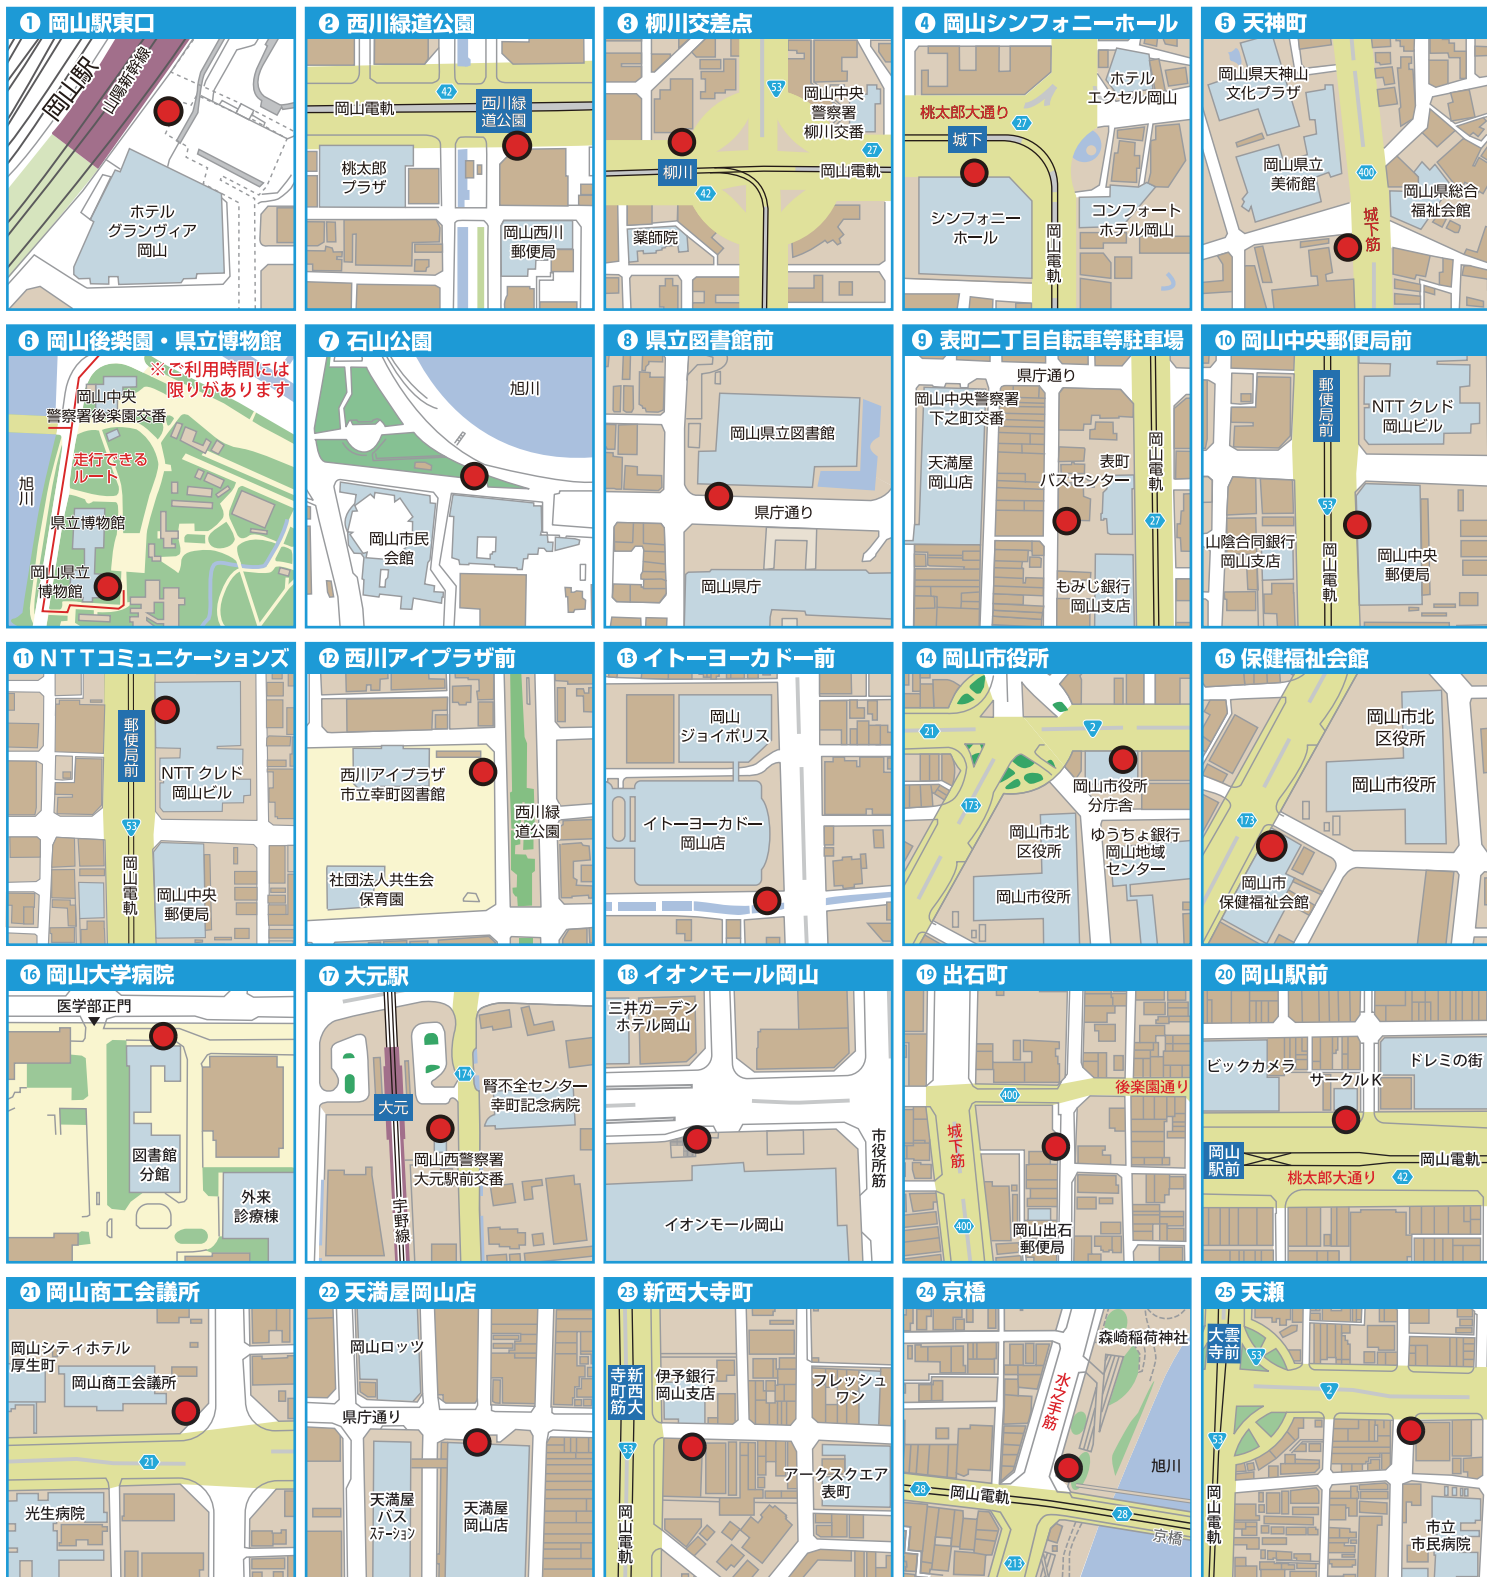 ❶ 岡山駅東口
岡山駅
山陽新幹線
ホテル
グランヴィア
岡山
❷ 西川緑道公園
42
岡山電軌
西川緑
道公園
桃太郎
プラザ
岡山西川
郵便局
❸ 柳川交差点
53
岡山中央
警察署
柳川交番
27
柳川
岡山電軌
42
薬師院
❹ 岡山シンフォニーホール
ホテル
エクセル岡山
桃太郎大通り
27
城下
シンフォニー
ホール
コンフォート
ホテル岡山
岡山電軌
❺ 天神町
岡山県天神山
文化プラザ
岡山県立
美術館
400
岡山県総合
福祉会館
城下筋
❻ 岡山後楽園・県立博物館
※ご利用時間には
限りがあります
岡山中央
警察署後楽園交番
走行できる
ルート
旭川
県立博物館
岡山県立
博物館
❼ 石山公園
旭川
岡山市民
会館
❽ 県立図書館前
岡山県立図書館
県庁通り
岡山県庁
❾ 表町二丁目自転車等駐車場
県庁通り
岡山中央警察署
下之町交番
天満屋
岡山店
表町
バスセンター
岡山電軌
27
もみじ銀行
岡山支店
❿ 岡山中央郵便局前
郵便局前
NTTクレド
岡山ビル
53
山陰合同銀行
岡山支店
岡山電軌
岡山中央
郵便局
⓫ NTTコミュニケーションズ
郵便局前
NTTクレド
岡山ビル
53
岡山電軌
岡山中央
郵便局
⓬ 西川アイプラザ前
西川アイプラザ
市立幸町図書館
西川緑
道公園
社団法人共生会
保育園
⓭ イトーヨーカドー前
岡山
ジョイポリス
イトーヨーカドー
岡山店
⓮ 岡山市役所
21
2
岡山市役所
分庁舎
173
岡山市北
区役所
ゆうちょ銀行
岡山地域
センター
岡山市役所
⓯ 保健福祉会館
岡山市北
区役所
岡山市役所
173
岡山市
保健福祉会館
⓰ 岡山大学病院
医学部正門
図書館
分館
外来
診療棟
⓱ 大元駅
174
大元
腎不全センター
幸町記念病院
岡山西警察署
大元駅前交番
宇野線
⓲ イオンモール岡山
三井ガーデン
ホテル岡山
市役所筋
イオンモール岡山
⓳ 出石町
400
後楽園通り
城下筋
400
岡山出石
郵便局
⓴ 岡山駅前
ビックカメラ
サークルK
ドレミの街
岡山
駅前
岡山電軌
桃太郎大通り
42
㉑ 岡山商工会議所
岡山シティホテル
厚生町
岡山商工会議所
21
光生病院
㉒ 天満屋岡山店
岡山ロッツ
県庁通り
天満屋
バス
ステーション
天満屋
岡山店
㉓ 新西大寺町
新西大
寺町筋
伊予銀行
岡山支店
フレッシュ
ワン
53
アークスクエア
表町
岡山電軌
㉔ 京橋
森崎稲荷神社
水之手筋
旭川
28
岡山電軌
28
京橋
213
㉕ 天瀬
大雲
寺前
53
2
53
岡山電軌
市立
市民病院